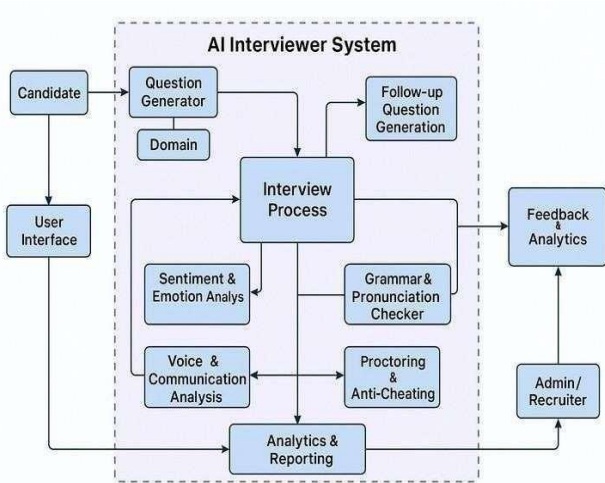 AI Interviewer System
Candidate
Question
Generator
Domain
Follow-up
Question
Generation
Interview
Process
User
Interface
Feedback
&
Analytics
Sentiment &
Emotion Analys
Grammar &
Pronunciation
Checker
Voice &
Communication
Analysis
Proctoring
&
Anti-Cheating
Admin/
Recruiter
Analytics &
Reporting